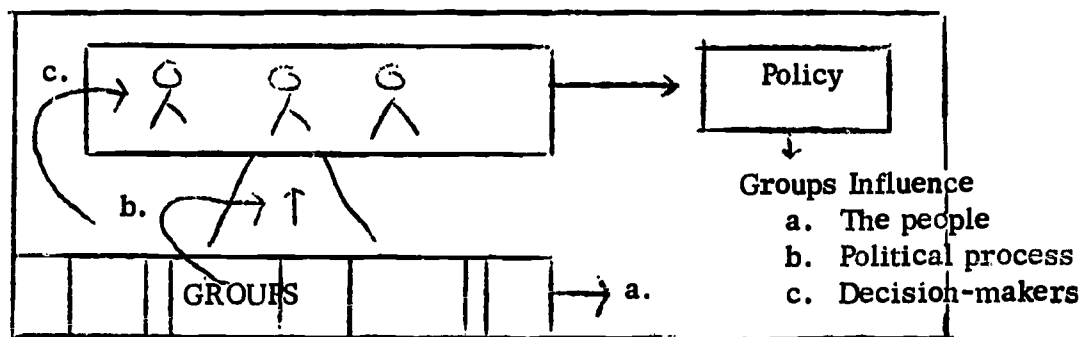 c.
Policy
b.
Groups Influence
a. The people
b. Political process
c. Decision-makers
GROUPS
a.